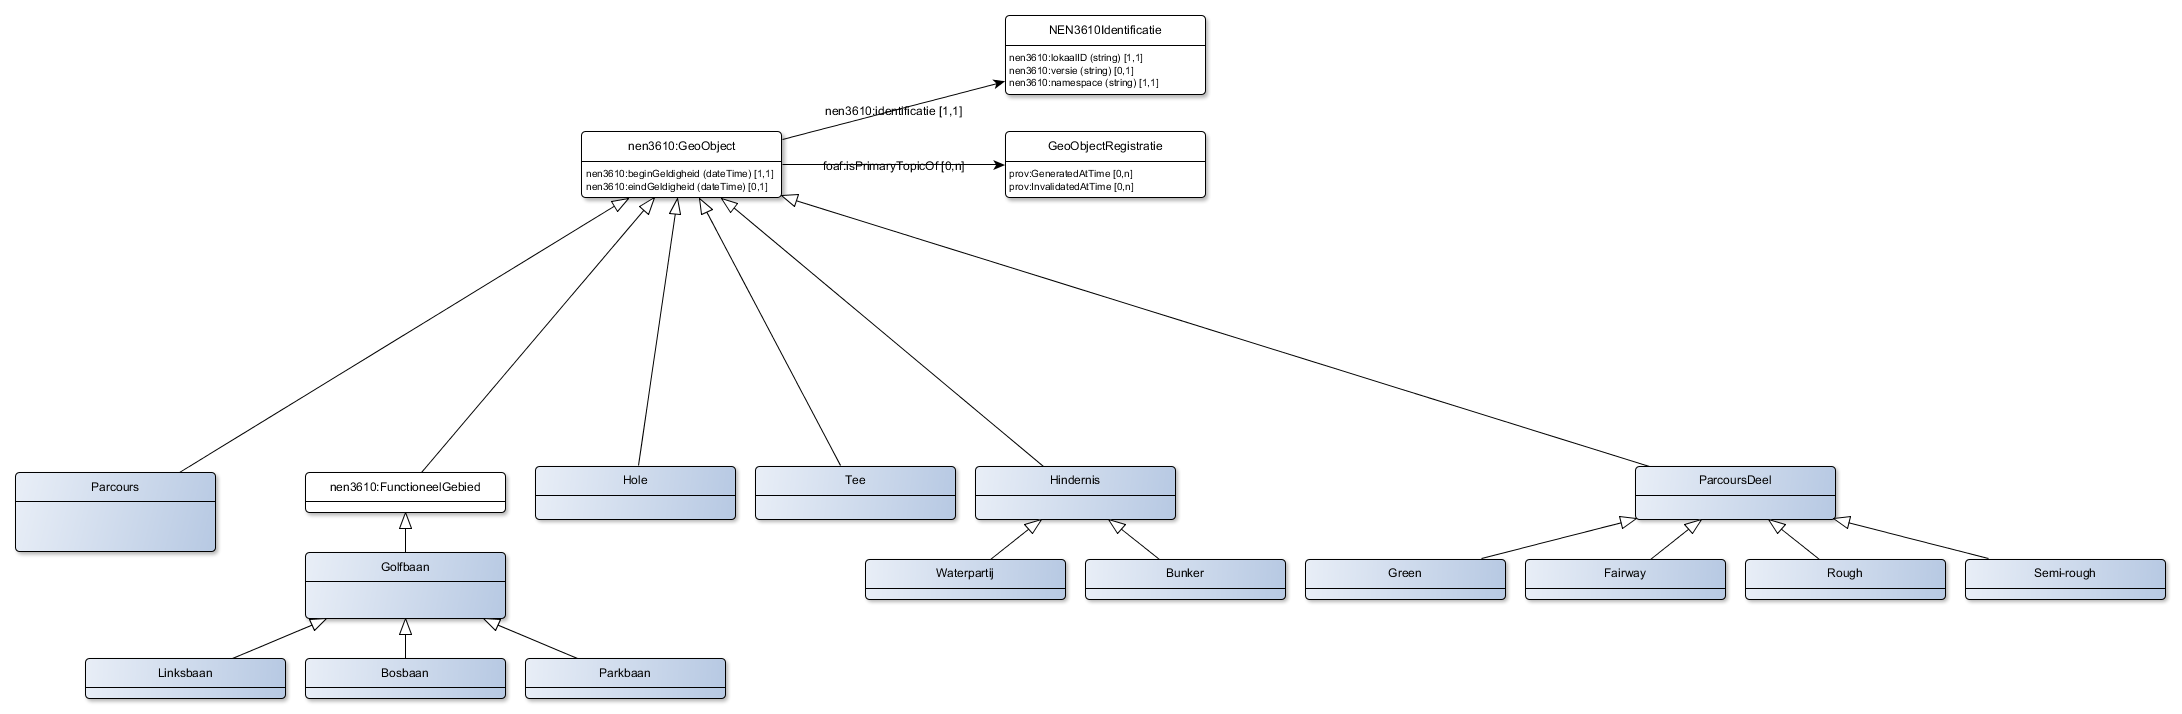 NEN3610Identificatie
nen3610:lokaalID (string) [1,1]
nen3610:versie (string) [0,1]
nen3610:namespace (string) [1,1]
nen3610:identificatie [1,1]
nen3610:GeoObject
nen3610:beginGeldigheid (dateTime) [1,1]
nen3610:eindGeldigheid (dateTime) [0,1]
foaf:isPrimaryTopicOf [0,n]
GeoObjectRegistratie
prov:GeneratedAtTime [0,n]
prov:InvalidatedAtTime [0,n]
Parcours
nen3610:FunctioneelGebied
Hole
Tee
Hindernis
ParcoursDeel
Golfbaan
Waterpartij
Bunker
Green
Fairway
Rough
Semi-rough
Linksbaan
Bosbaan
Parkbaan